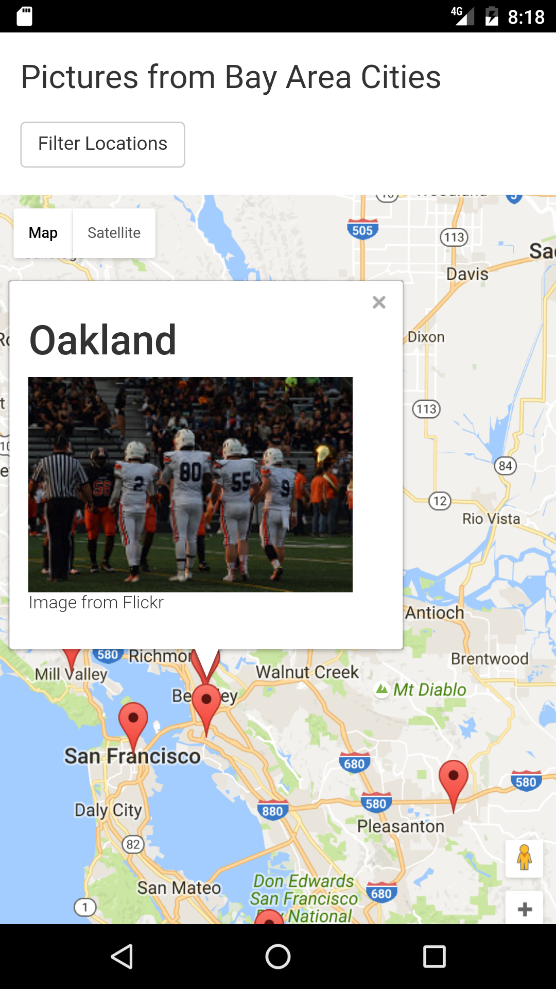 4G 8:18
Pictures from Bay Area Cities
Filter Locations
Map
Satellite
505
113
Davis
Dixon
113
84
12
Rio Vista
Oakland
2
80
55
9
Image from Flickr
Antioch
580
Mill Valley
Walnut Creek
Brentwood
Mt Diablo
San Francisco
680
580
580
Daly City
880
Pleasanton
82
San Mateo
Don Edwards
San Francisco
National
680
1
+